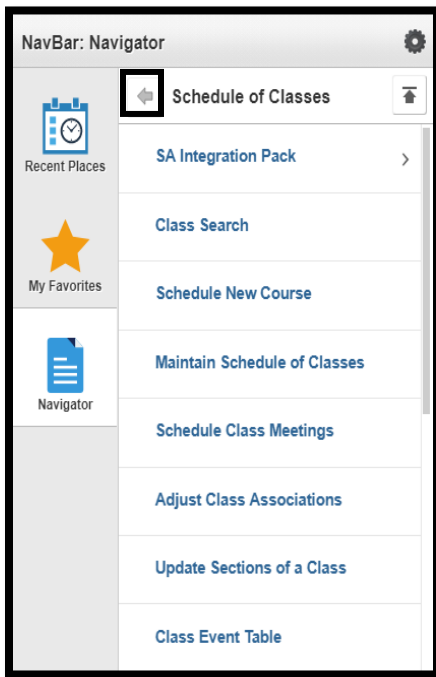 NavBar: Navigator
Recent Places
My Favorites
Navigator
Schedule of Classes
SA Integration Pack
Class Search
Schedule New Course
Maintain Schedule of Classes
Schedule Class Meetings
Adjust Class Associations
Update Sections of a Class
Class Event Table